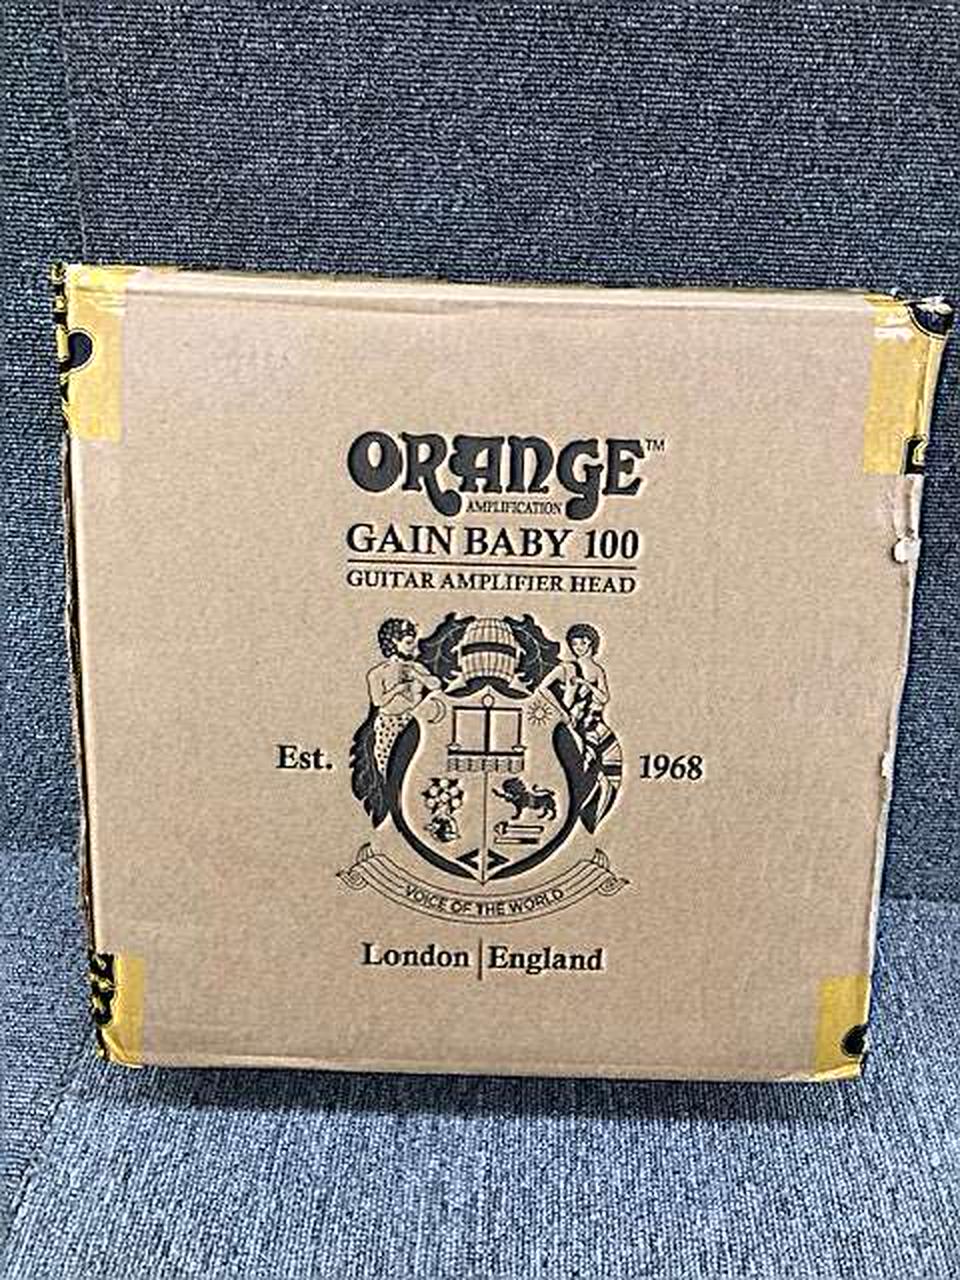 ORANGE™
AMPLIFICATION
GAIN BABY 100
GUITAR AMPLIFIER HEAD
Est. 1968
VOICE OF THE WORLD
London | England